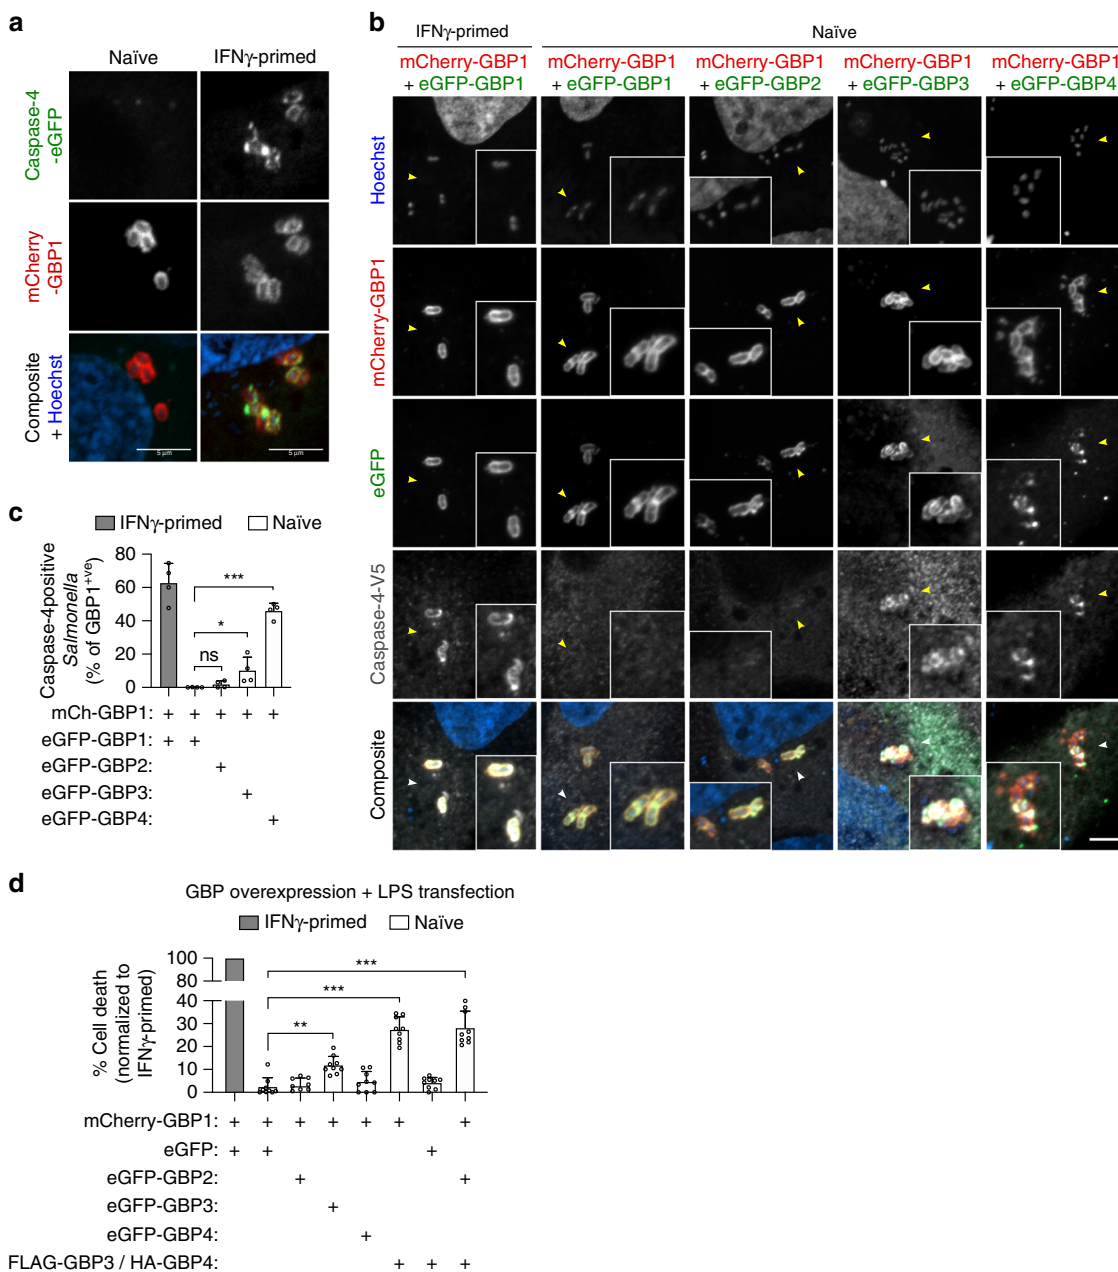 a
Naïve
IFNγ-primed
Caspase-4
-eGFP
mCherry
-GBP1
Composite
+ Hoechst
5 μm
5 μm
b
IFNγ-primed
Naïve
mCherry-GBP1
+ eGFP-GBP1
mCherry-GBP1
+ eGFP-GBP1
mCherry-GBP1
+ eGFP-GBP2
mCherry-GBP1
+ eGFP-GBP3
mCherry-GBP1
+ eGFP-GBP4
Hoechst
mCherry-GBP1
eGFP
Caspase-4-V5
Composite
c
IFNγ-primed
Naïve
Caspase-4positive
Salmonella
(% of GBP1+ve)
80
60
40
20
0
ns
*
***
mCh-GBP1: + + + + +
eGFP-GBP1: + +
eGFP-GBP2: +
eGFP-GBP3: +
eGFP-GBP4: +
d
GBP overexpression + LPS transfection
IFNγ-primed
Naïve
% Cell death
(normalized to
IFNγ-primed)
100
80
40
30
20
10
0
**
***
***
mCherry-GBP1: + + + + + + +
eGFP: + + +
eGFP-GBP2: + +
eGFP-GBP3: +
eGFP-GBP4: +
FLAG-GBP3 / HA-GBP4: + + +